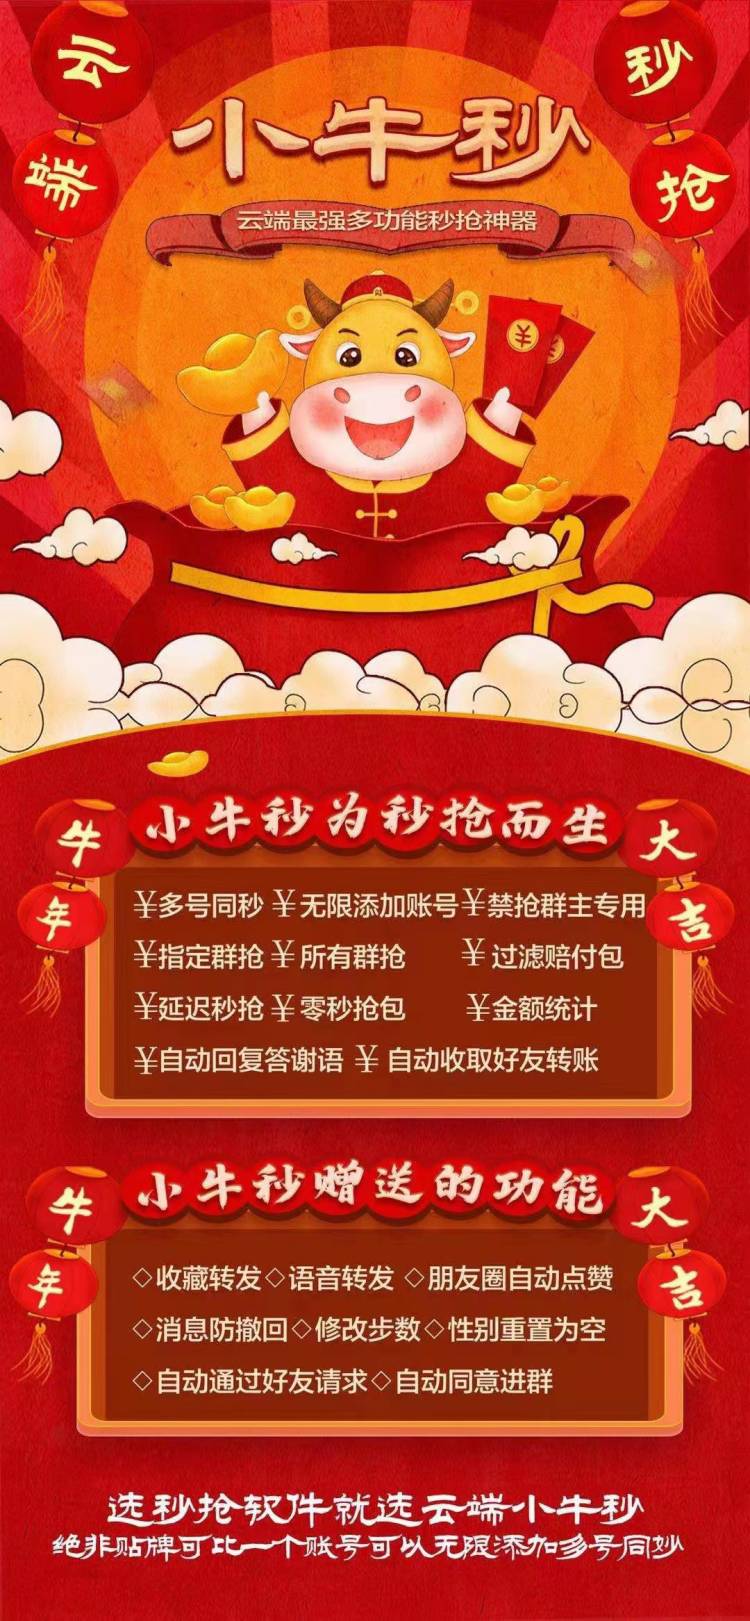 云端
秒抢
小牛秒
云端最强多功能秒抢神器
小牛秒为秒抢而生
牛年
大吉
¥多号同秒 ¥无限添加账号 ¥禁抢群主专用
¥指定群抢 ¥所有群抢 ¥过滤赔付包
¥延迟秒抢 ¥零秒抢包 ¥金额统计
¥自动回复答谢语 ¥自动收取好友转账
小牛秒赠送的功能
牛年
大吉
◇收藏转发◇语音转发 ◇朋友圈自动点赞
◇消息防撤回◇修改步数◇性别重置为空
◇自动通过好友请求◇自动同意进群
选秒抢软件就选云端小牛秒
绝非贴牌可比一个账号可以无限添加多号同妙